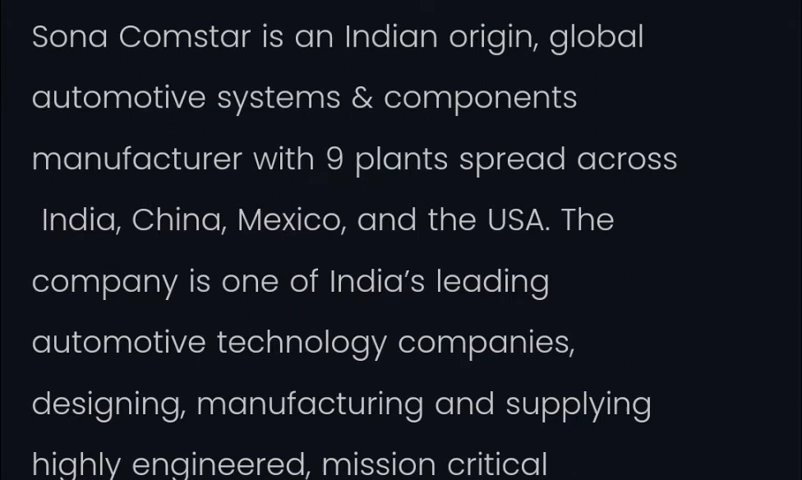 Sona Comstar is an Indian origin, global
automotive systems & components
manufacturer with 9 plants spread across
India, China, Mexico, and the USA. The
company is one of India’s leading
automotive technology companies,
designing, manufacturing and supplying
highly engineered, mission critical